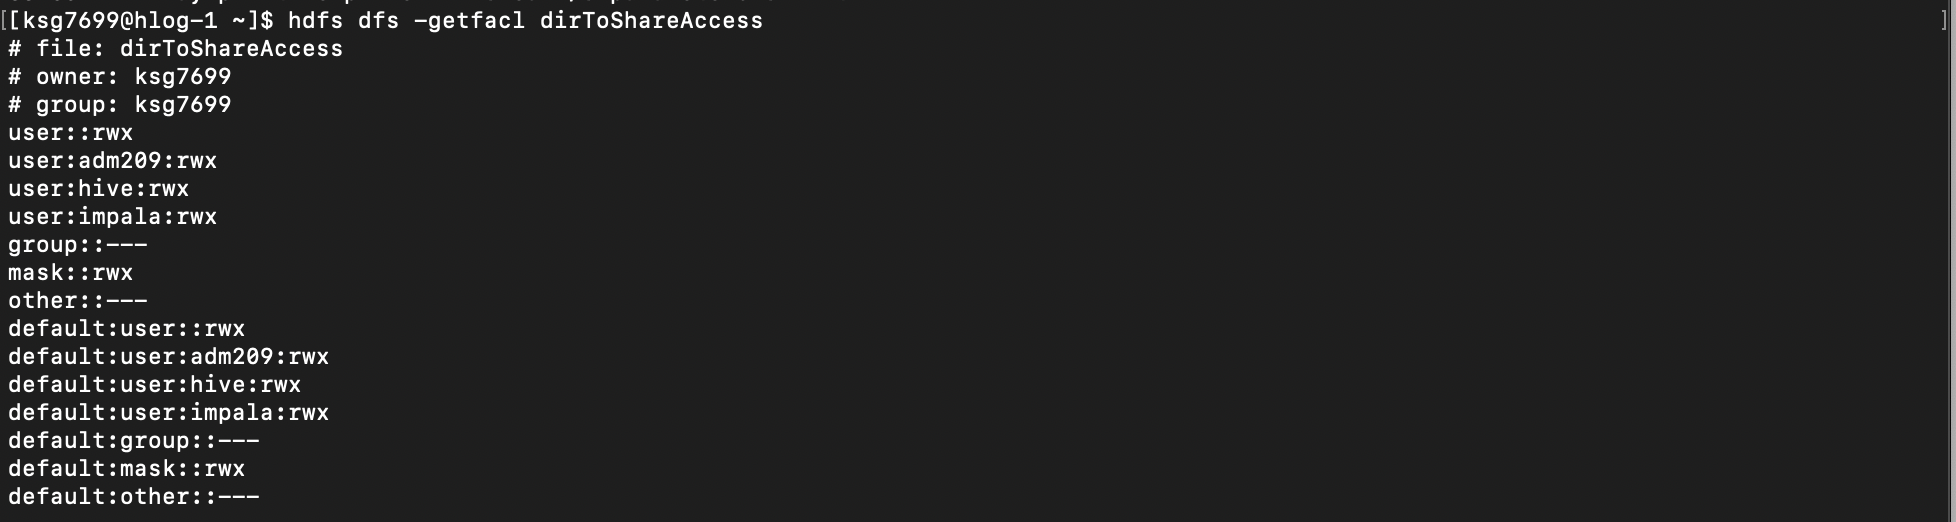 [[ksg7699@hlog-1 ~]$ hdfs dfs -getfacl dirToShareAccess ]
# file: dirToShareAccess
# owner: ksg7699
# group: ksg7699
user::rwx
user:adm209:rwx
user:hive:rwx
user:impala:rwx
group::---
mask::rwx
other::---
default:user::rwx
default:user:adm209:rwx
default:user:hive:rwx
default:user:impala:rwx
default:group::---
default:mask::rwx
default:other::---